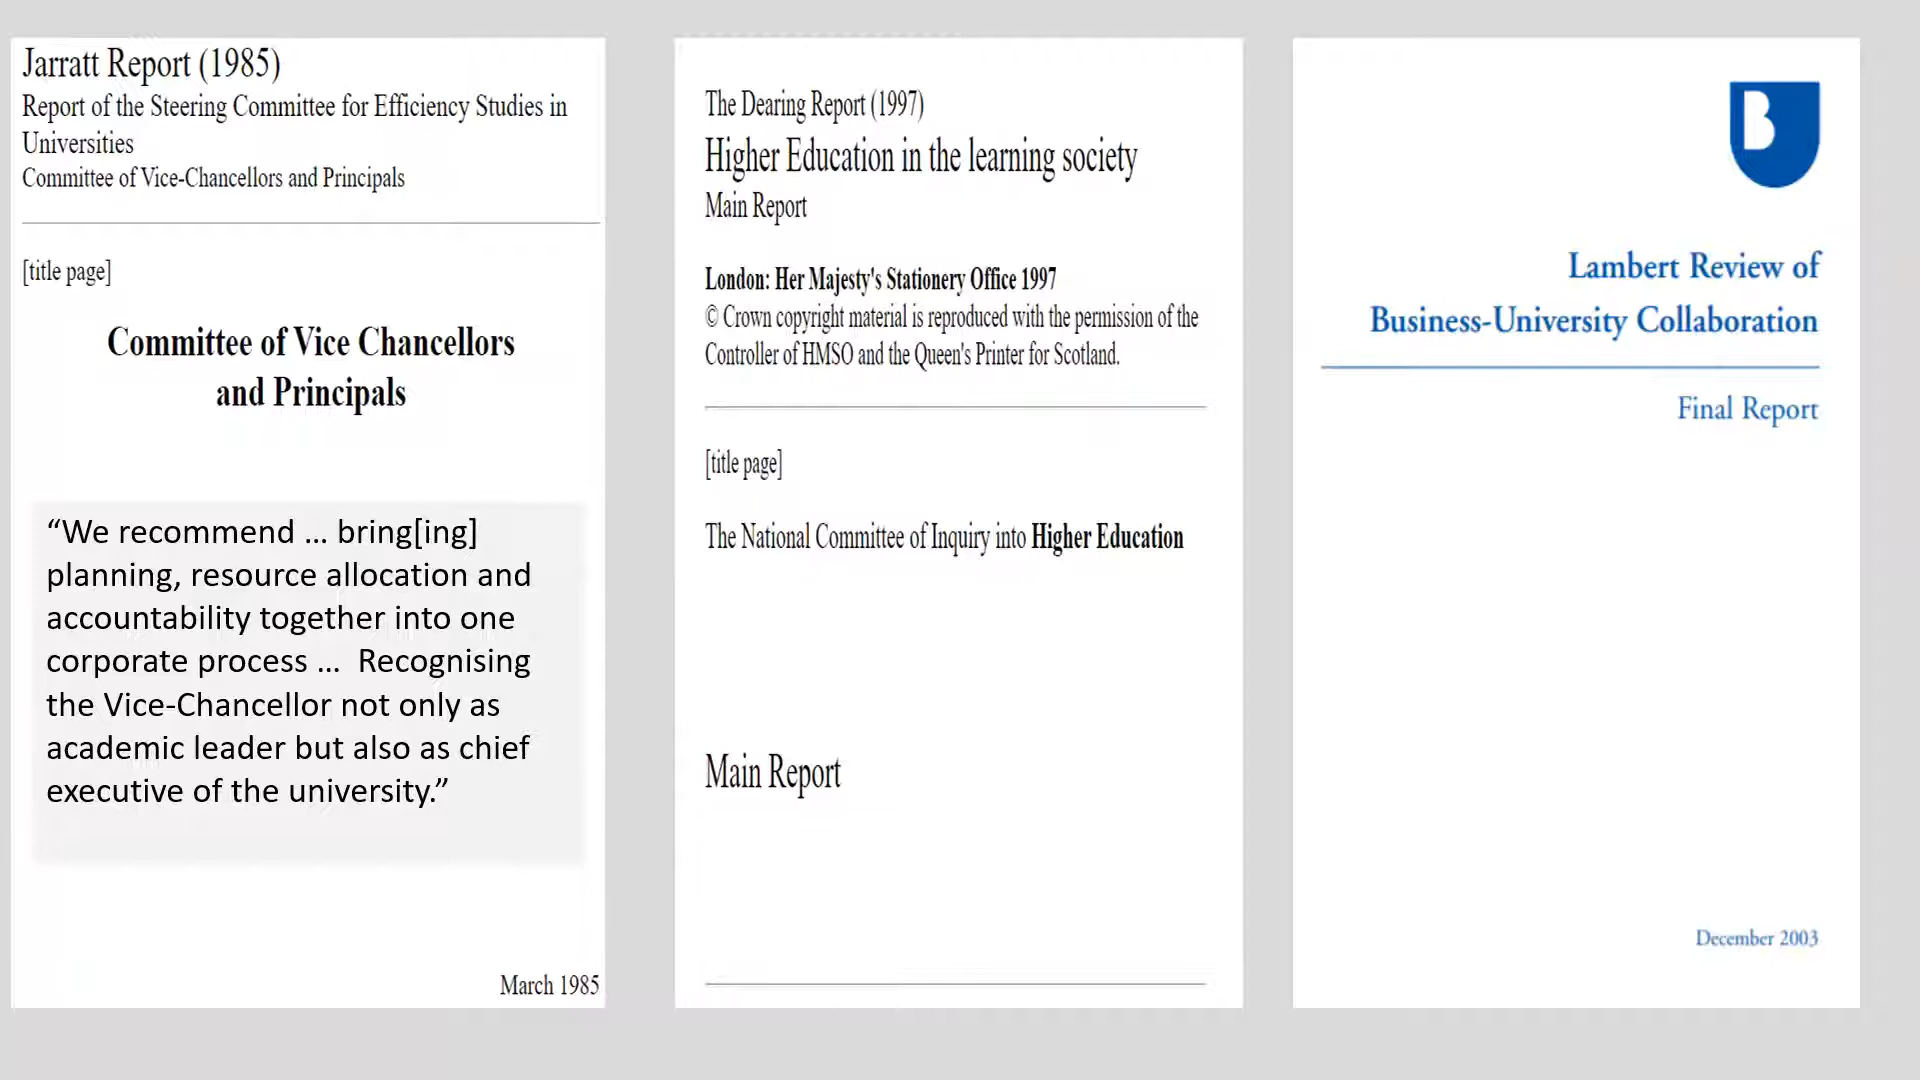 Jarratt Report (1985)
Report of the Steering Committee for Efficiency Studies in
Universities
Committee of Vice-Chancellors and Principals
[title page]
Committee of Vice Chancellors
and Principals
“We recommend ... bring[ing]
planning, resource allocation and
accountability together into one
corporate process ...  Recognising
the Vice-Chancellor not only as
academic leader but also as chief
executive of the university.”
March 1985
The Dearing Report (1997)
Higher Education in the learning society
Main Report
London: Her Majesty's Stationery Office 1997
© Crown copyright material is reproduced with the permission of the
Controller of HMSO and the Queen's Printer for Scotland.
[title page]
The National Committee of Inquiry into Higher Education
Main Report
B
Lambert Review of
Business-University Collaboration
Final Report
December 2003